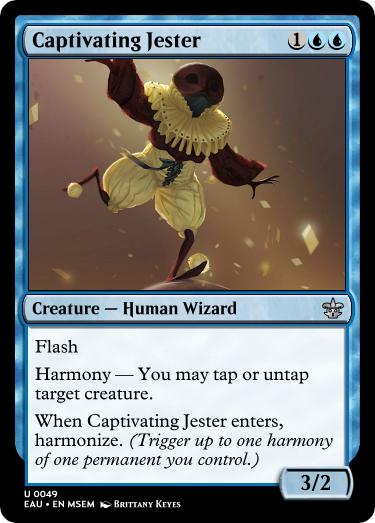 Captivating Jester 1
Creature — Human Wizard
Flash
Harmony — You may tap or untap
target creature.
When Captivating Jester enters,
harmonize. (Trigger up to one harmony
of one permanent you control.)
3/2
U 0049
EAU • EN MSEM Brittany Keyes